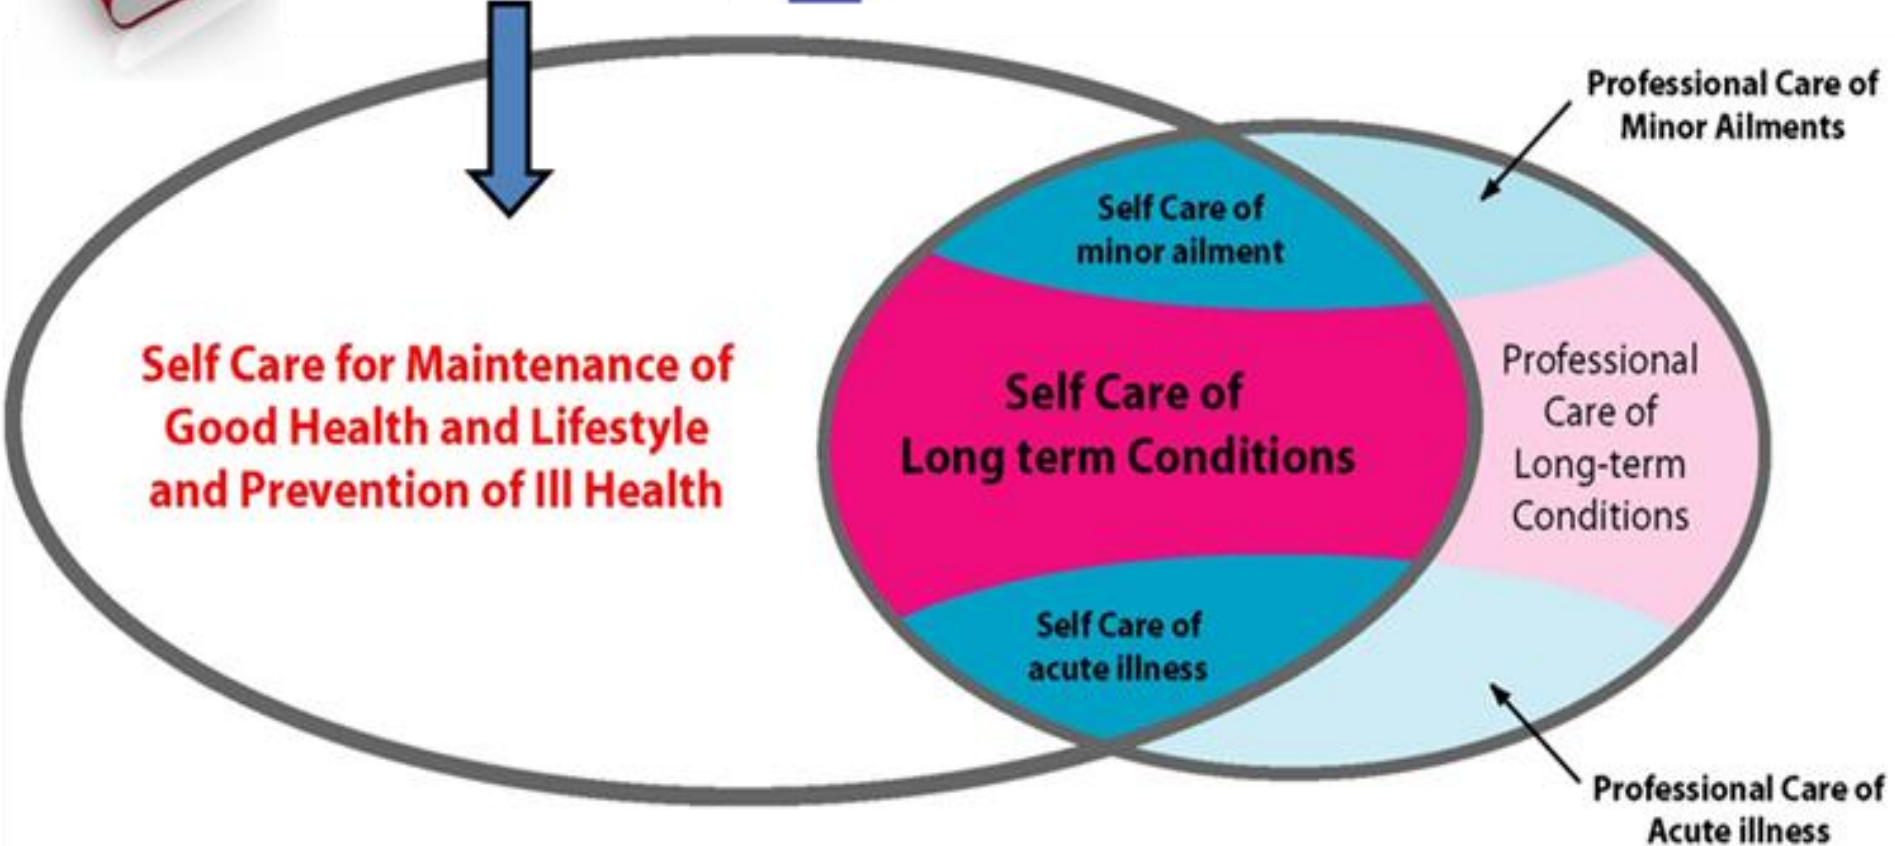 Professional Care of
Minor Ailments
Self Care of
minor ailment
Self Care for Maintenance of
Good Health and Lifestyle
and Prevention of Ill Health
Self Care of
Long term Conditions
Professional
Care of
Long-term
Conditions
Self Care of
acute illness
Professional Care of
Acute illness